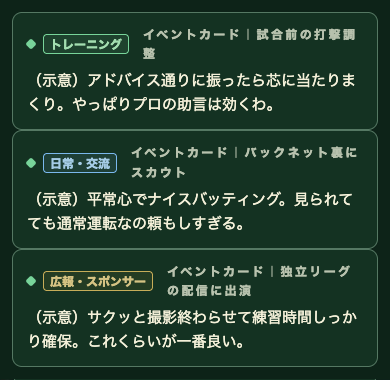 トレーニング
イベントカード｜試合前の打撃調
整
（示意）アドバイス通りに振ったら芯に当たりま
くり。やっぱりプロの助言は効くわ。
日常・交流
イベントカード｜バックネット裏に
スカウト
（示意）平常心でナイスバッティング。見られて
ても通常運転なの頼もしすぎる。
広報・スポンサー
イベントカード｜独立リーグ
の配信に出演
（示意）サクッと撮影終わらせて練習時間しっか
り確保。これくらいが一番良い。